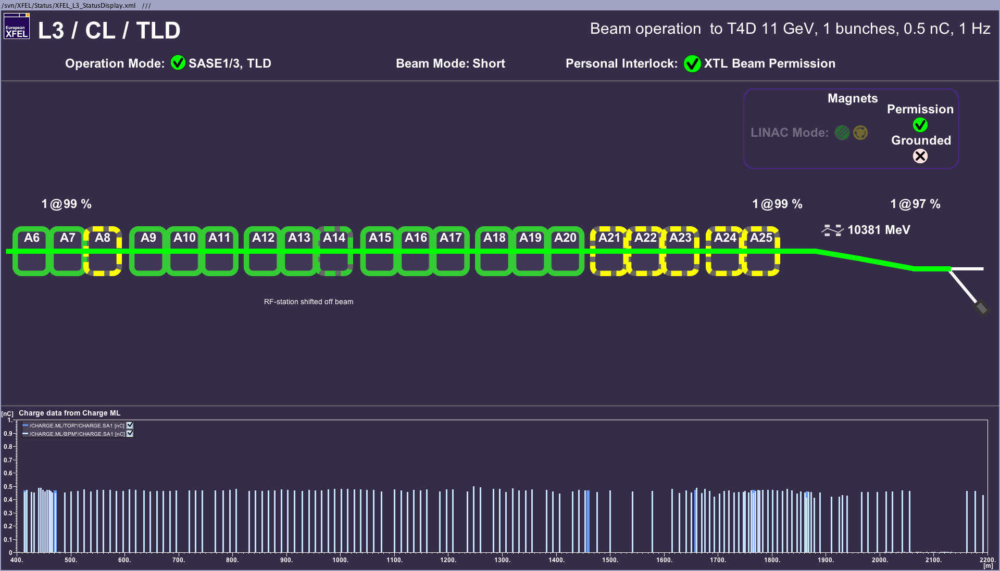 /svn/XFEL/Status/XFEL_L3_StatusDisplay.xml ///
European
XFEL
L3 / CL / TLD
Beam operation to T4D 11 GeV, 1 bunches, 0.5 nC, 1 Hz
Operation Mode: SASE1/3, TLD
Beam Mode: Short
Personal Interlock: XTL Beam Permission
Magnets
Permission
LINAC Mode:
Grounded
1@99 %
1@99 %
1@97 %
10381 MeV
A6 A7 A8 A9 A10 A11 A12 A13 A14 A15 A16 A17 A18 A19 A20 A21 A22 A23 A24 A25
RF-station shifted off beam
[nC] Charge data from Charge ML
/CHARGE.ML/TOR*/CHARGE.SA1 [nC]
/CHARGE.ML/BPM*/CHARGE.SA1 [nC]
1.
0.9
0.8
0.7
0.6
0.5
0.4
0.3
0.2
0.1
0
400. 500. 600. 700. 800. 900. 1000. 1100. 1200. 1300. 1400. 1500. 1600. 1700. 1800. 1900. 2000. 2100. 2200.
[m]